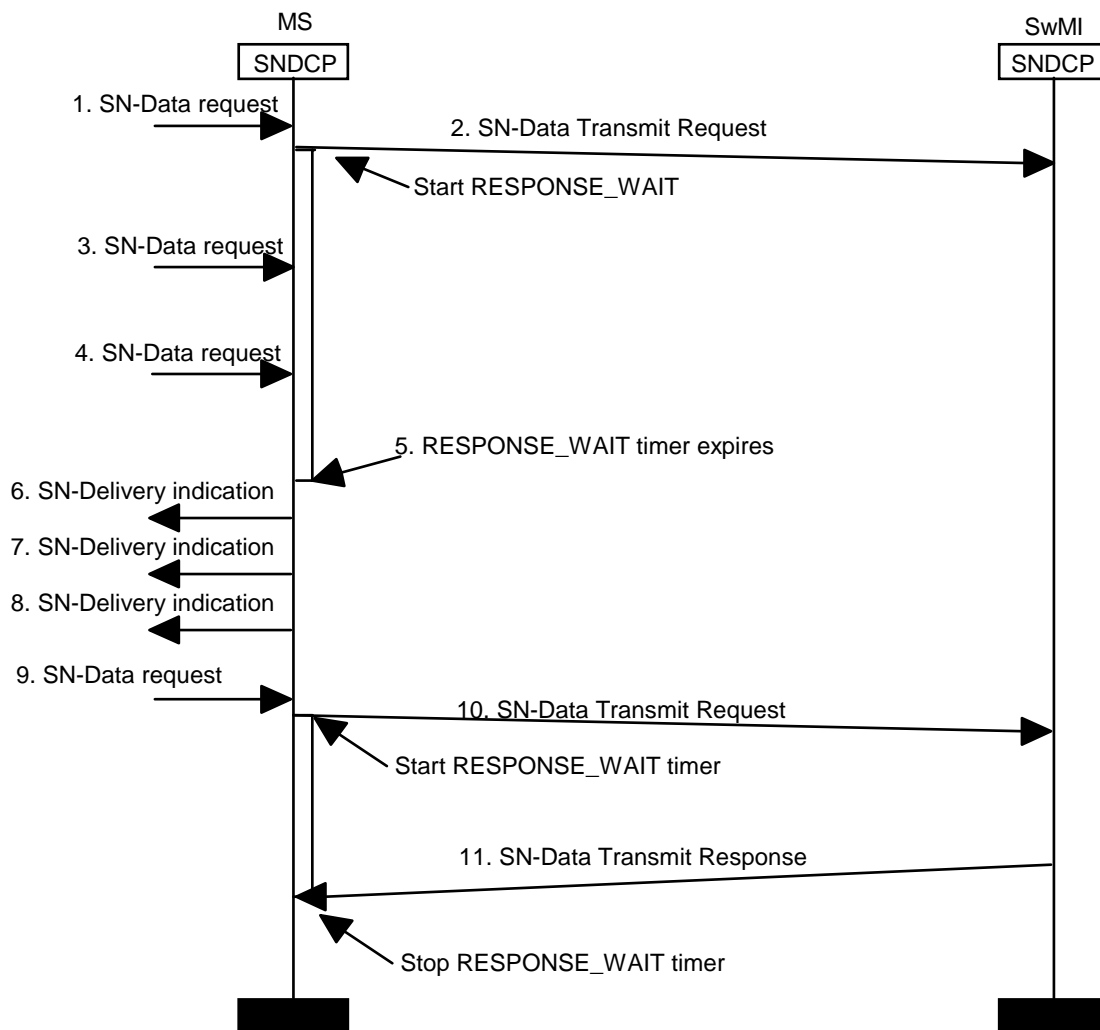 MS
SwMI
SNDCP
SNDCP
1. SN-Data request
2. SN-Data Transmit Request
Start RESPONSE_WAIT
3. SN-Data request
4. SN-Data request
5. RESPONSE_WAIT timer expires
6. SN-Delivery indication
7. SN-Delivery indication
8. SN-Delivery indication
9. SN-Data request
10. SN-Data Transmit Request
Start RESPONSE_WAIT timer
11. SN-Data Transmit Response
Stop RESPONSE_WAIT timer